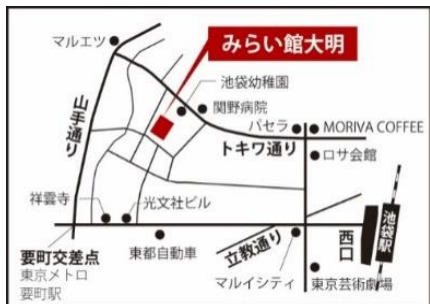 マルエツ
みらい館大明
池袋幼稚園
関野病院
山手通り
パセラ
MORIVA COFFEE
トキワ通り
ロサ会館
祥雲寺
光文社ビル
池袋駅
西口
立教通り
要町交差点
東京メトロ
要町駅
東都自動車
マルイシティ
東京芸術劇場